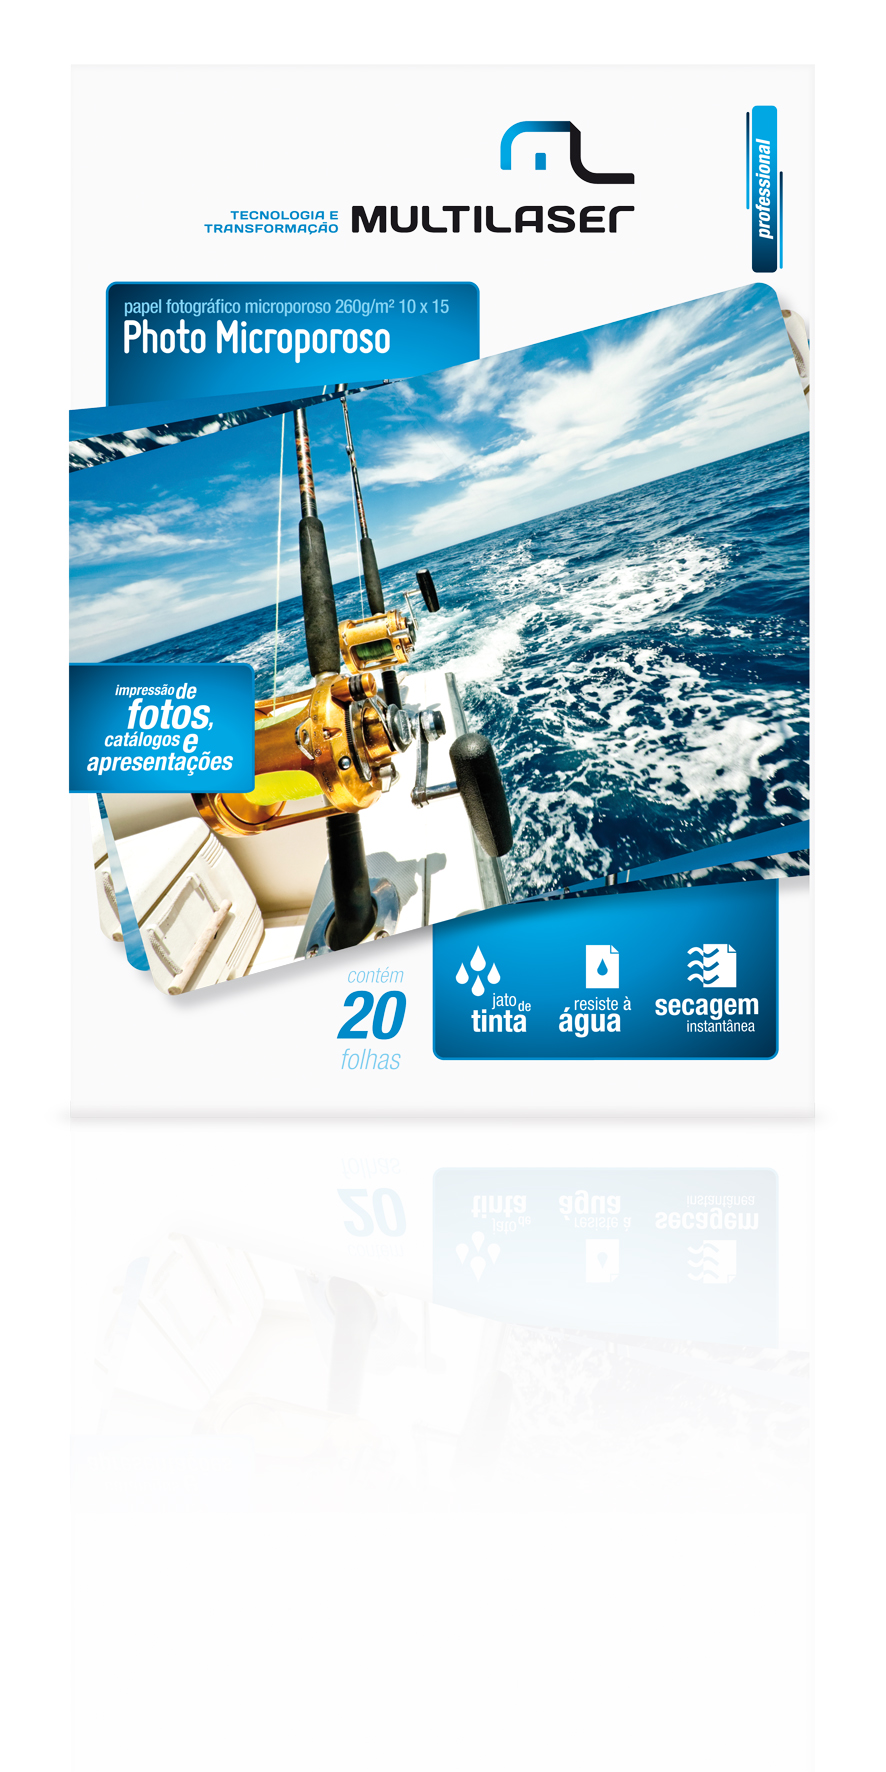 TECNOLOGIA E
TRANSFORMAÇÃO
MULTILASER
professional
papel fotográfico microporoso 260g/m² 10 x 15
Photo Microporoso
impressão de
fotos,
catálogos e
apresentações
contém
20
folhas
jato de
tinta
resiste à
água
secagem
instantânea